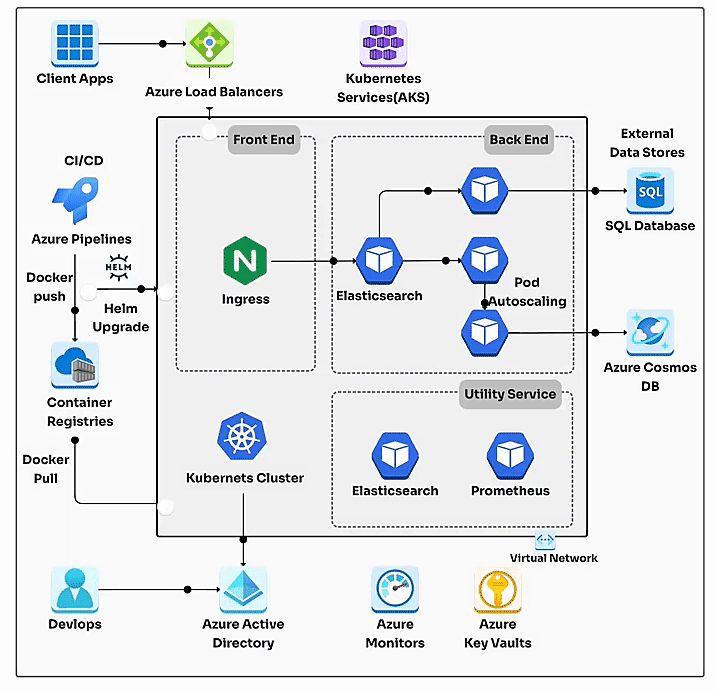 Client Apps
Azure Load Balancers
Kubernetes
Services(AKS)
Front End
Back End
External
Data Stores
SQL
SQL Database
CI/CD
Azure Pipelines
HELM
Docker
push
Helm
Upgrade
N
Ingress
Elasticsearch
Pod
Autoscaling
Azure Cosmos
DB
Container
Registries
Utility Service
Docker
Pull
Kubernets Cluster
Elasticsearch
Prometheus
Virtual Network
Devlops
Azure Active
Directory
Azure
Monitors
Azure
Key Vaults